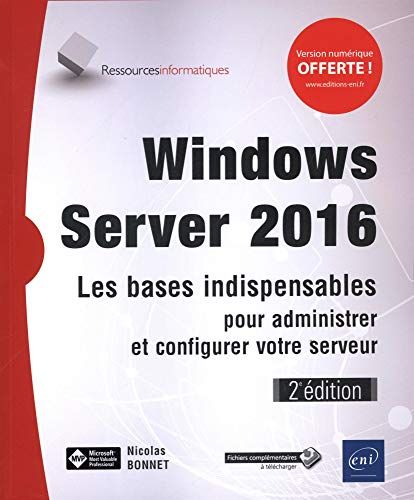 Ressourcesinformatiques
Version numérique
OFFERTE !
www.editions-eni.fr
Windows
Server 2016
Les bases indispensables
pour administrer
et configurer votre serveur
2e édition
MVP
Microsoft®
Most Valuable
Professional
Nicolas
BONNET
Fichiers complémentaires
à télécharger
eni